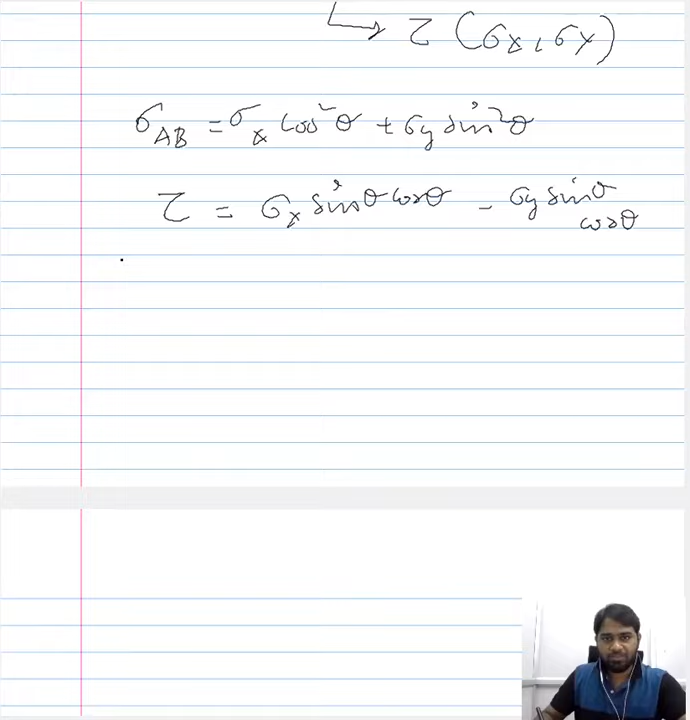 ↳ τ (σx, σy)
σAB = σx cos²θ + σy sin²θ
τ = σx sinθ cosθ - σy sinθ
cosθ